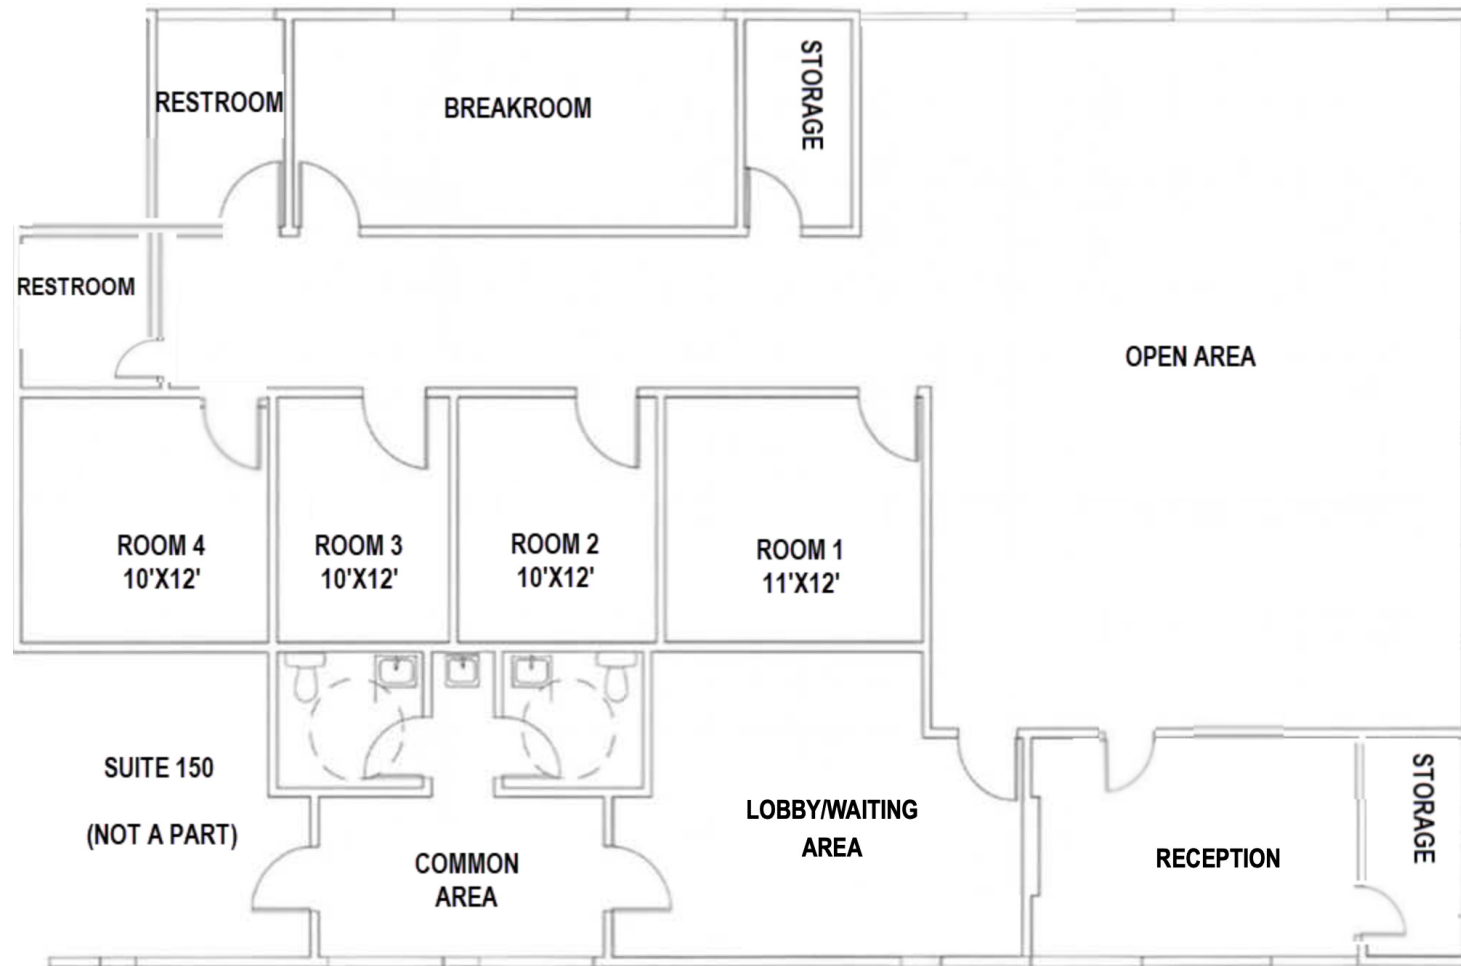 RESTROOM
BREAKROOM
STORAGE
RESTROOM
OPEN AREA
ROOM 4
10'X12'
ROOM 3
10'X12'
ROOM 2
10'X12'
ROOM 1
11'X12'
SUITE 150
(NOT A PART)
COMMON
AREA
LOBBY/WAITING
AREA
RECEPTION
STORAGE